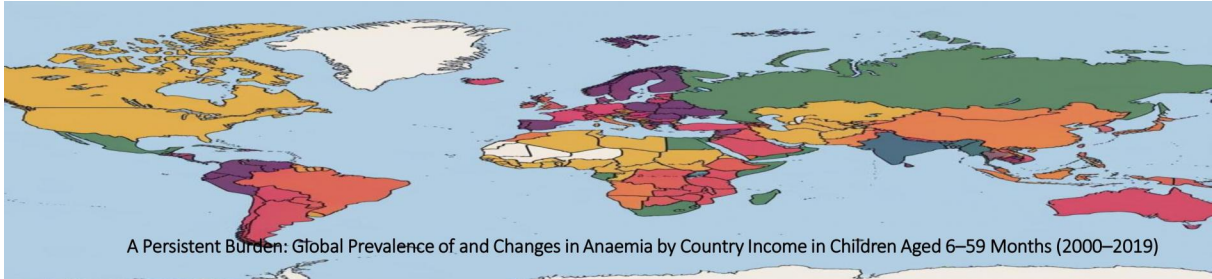 A Persistent Burden: Global Prevalence of and Changes in Anaemia by Country Income in Children Aged 6–59 Months (2000–2019)